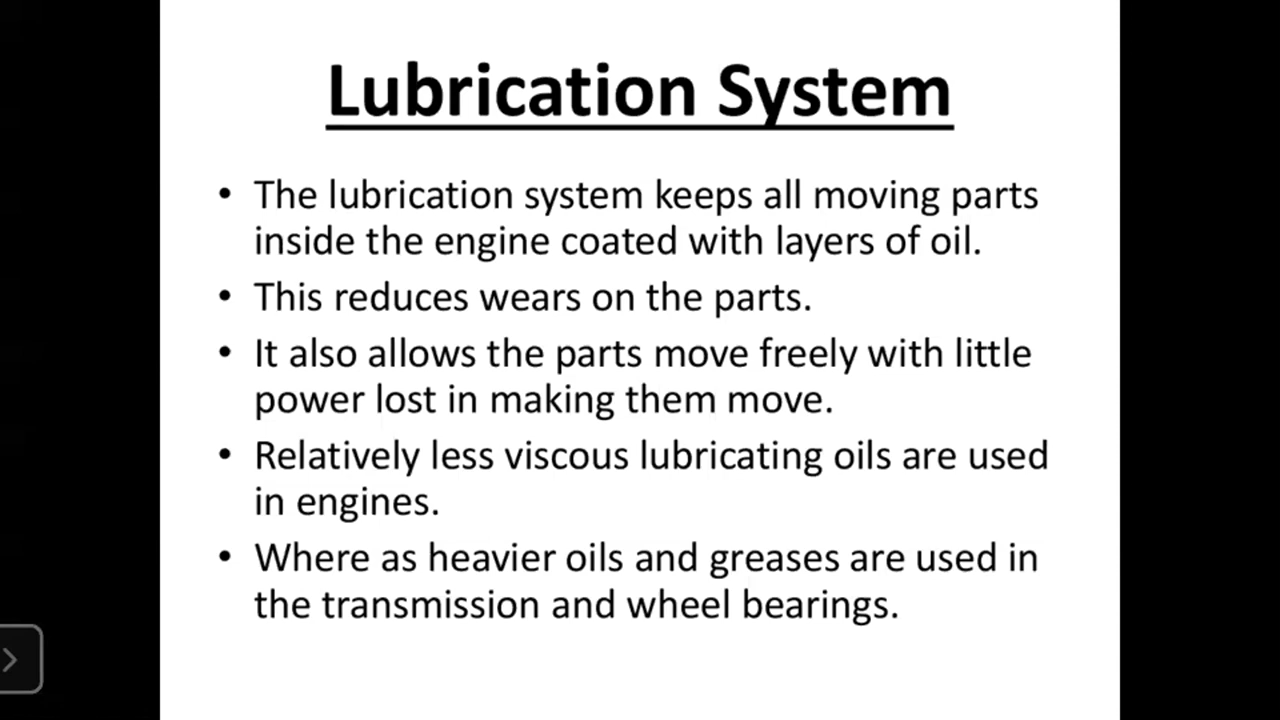 Lubrication System
• The lubrication system keeps all moving parts
inside the engine coated with layers of oil.
• This reduces wears on the parts.
• It also allows the parts move freely with little
power lost in making them move.
• Relatively less viscous lubricating oils are used
in engines.
• Where as heavier oils and greases are used in
the transmission and wheel bearings.